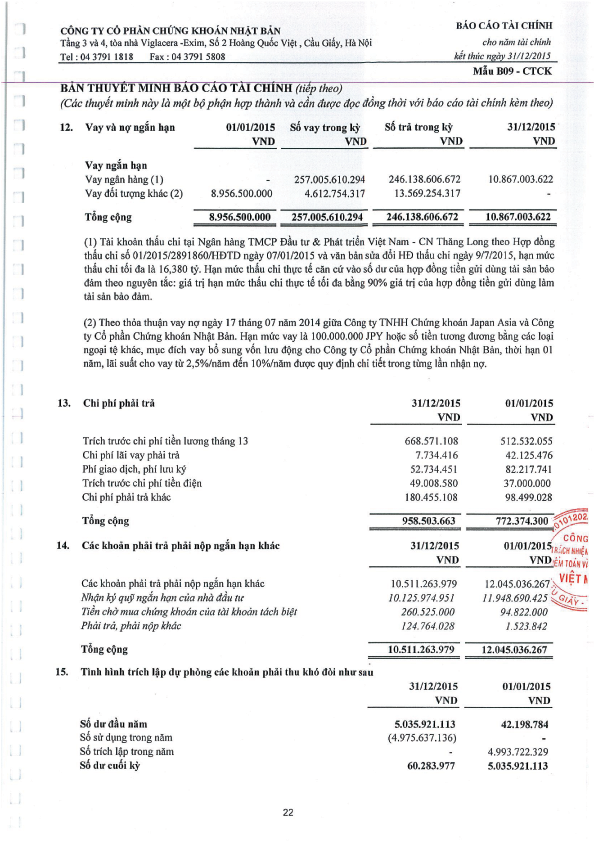 CÔNG TY CỔ PHẦN CHỨNG KHOÁN NHẬT BẢN
Tầng 3 và 4, tòa nhà Viglacera -Exim, Số 2 Hoàng Quốc Việt , Cầu Giấy, Hà Nội
Tel : 04 3791 1818 Fax : 04 3791 5808
BÁO CÁO TÀI CHÍNH
cho năm tài chính
kết thúc ngày 31/12/2015
Mẫu B09 - CTCK
BẢN THUYẾT MINH BÁO CÁO TÀI CHÍNH (tiếp theo)
(Các thuyết minh này là một bộ phận hợp thành và cần được đọc đồng thời với báo cáo tài chính kèm theo)
12. Vay và nợ ngắn hạn 01/01/2015 Số vay trong kỳ Số trả trong kỳ 31/12/2015
VND VND VND VND
Vay ngắn hạn
Vay ngân hàng (1) - 257.005.610.294 246.138.606.672 10.867.003.622
Vay đối tượng khác (2) 8.956.500.000 4.612.754.317 13.569.254.317 -
Tổng cộng 8.956.500.000 257.005.610.294 246.138.606.672 10.867.003.622
(1) Tài khoản thấu chi tại Ngân hàng TMCP Đầu tư & Phát triển Việt Nam - CN Thăng Long theo Hợp đồng
thấu chi số 01/2015/2891860/HĐTD ngày 07/01/2015 và văn bản sửa đổi HĐ thấu chi ngày 9/7/2015, hạn mức
thấu chi tối đa là 16,380 tỷ. Hạn mức thấu chi thực tế căn cứ vào số dư của hợp đồng tiền gửi dùng tài sản bảo
đảm theo nguyên tắc: giá trị hạn mức thấu chi thực tế tối đa bằng 90% giá trị của hợp đồng tiền gửi dùng làm
tài sản bảo đảm.
(2) Theo thỏa thuận vay nợ ngày 17 tháng 07 năm 2014 giữa Công ty TNHH Chứng khoán Japan Asia và Công
ty Cổ phần Chứng khoán Nhật Bản. Hạn mức vay là 100.000.000 JPY hoặc số tiền tương đương bằng các loại
ngoại tệ khác, mục đích vay bổ sung vốn lưu động cho Công ty Cổ phần Chứng khoán Nhật Bản, thời hạn 01
năm, lãi suất cho vay từ 2,5%/năm đến 10%/năm được quy định chi tiết trong từng lần nhận nợ.
13. Chi phí phải trả 31/12/2015 01/01/2015
VND VND
Trích trước chi phí tiền lương tháng 13 668.571.108 512.532.055
Chi phí lãi vay phải trả 7.734.416 42.125.476
Phí giao dịch, phí lưu ký 52.734.451 82.217.741
Trích trước chi phí tiền điện 49.008.580 37.000.000
Chi phí phải trả khác 180.455.108 98.499.028
Tổng cộng 958.503.663 772.374.300
14. Các khoản phải trả phải nộp ngắn hạn khác 31/12/2015 01/01/2015
VND VND
Các khoản phải trả phải nộp ngắn hạn khác 10.511.263.979 12.045.036.267
Nhận ký quỹ ngắn hạn của nhà đầu tư 10.125.974.951 11.948.690.425
Tiền chờ mua chứng khoán của tài khoản tách biệt 260.525.000 94.822.000
Phải trả, phải nộp khác 124.764.028 1.523.842
Tổng cộng 10.511.263.979 12.045.036.267
CÔNG
VIỆT
15. Tình hình trích lập dự phòng các khoản phải thu khó đòi như sau
31/12/2015 01/01/2015
VND VND
Số dư đầu năm 5.035.921.113 42.198.784
Số sử dụng trong năm (4.975.637.136) -
Số trích lập trong năm - 4.993.722.329
Số dư cuối kỳ 60.283.977 5.035.921.113
22